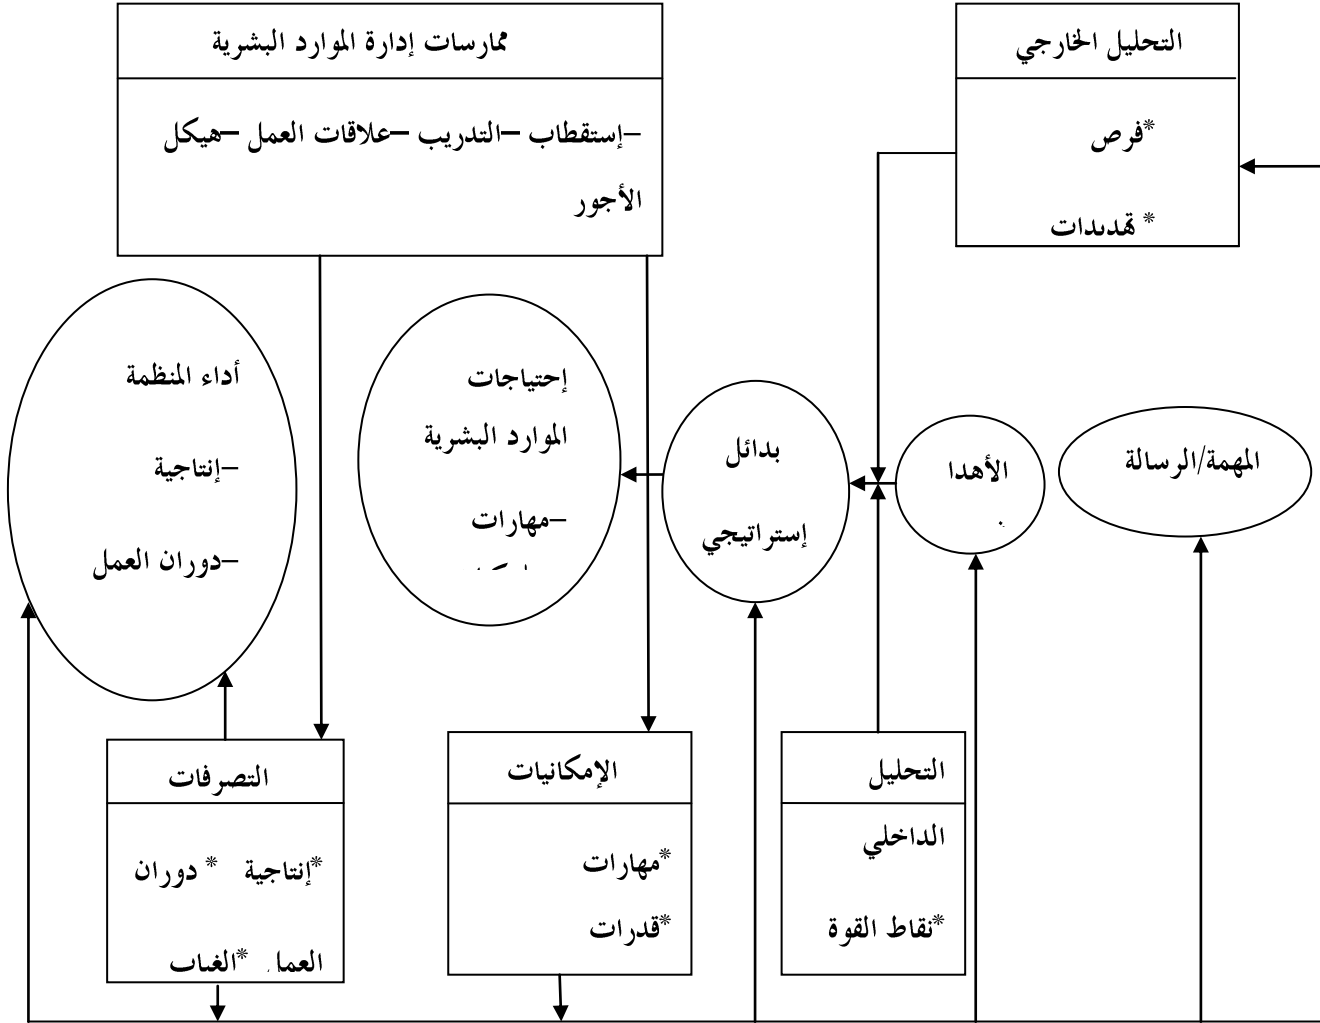 التحليل الخارجي
*فرص
* تهديدات
ممارسات إدارة الموارد البشرية
–إستقطاب –التدريب –علاقات العمل –هيكل
الأجور
المهمة/الرسالة
الأهدا
بدائل
إستراتيجي
إحتياجات
الموارد البشرية
–مهارات
أداء المنظمة
–إنتاجية
–دوران العمل
التحليل
الداخلي
*نقاط القوة
الإمكانيات
*مهارات
*قدرات
التصرفات
*إنتاجية * دوران
العمل *الغياب